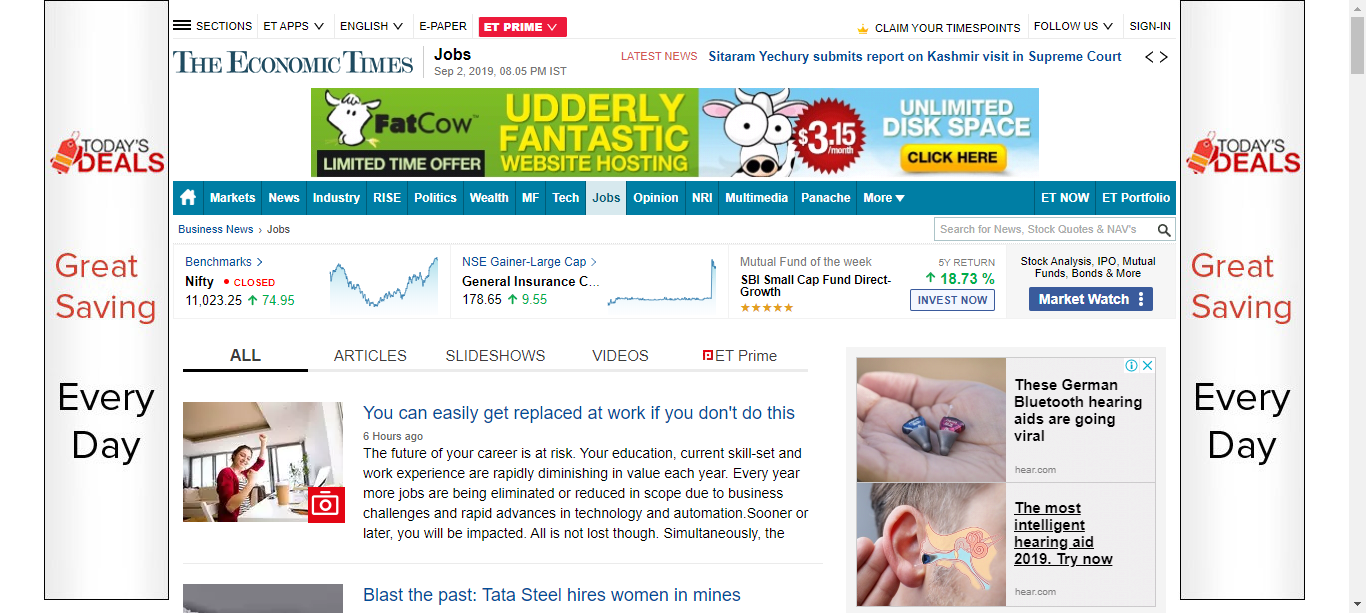 SECTIONS ET APPS ENGLISH E-PAPER ET PRIME CLAIM YOUR TIMESPOINTS FOLLOW US SIGN-IN
THE ECONOMIC TIMES
Jobs
Sep 2, 2019, 08.05 PM IST
LATEST NEWS Sitaram Yechury submits report on Kashmir visit in Supreme Court
FatCow™
LIMITED TIME OFFER
UDDERLY
FANTASTIC
WEBSITE HOSTING
$3.15
/month
UNLIMITED
DISK SPACE
CLICK HERE
Markets News Industry RISE Politics Wealth MF Tech Jobs Opinion NRI Multimedia Panache More ET NOW ET Portfolio
Business News › Jobs
Search for News, Stock Quotes & NAV's
Benchmarks
Nifty CLOSED
11,023.25 74.95
NSE Gainer-Large Cap
General Insurance C...
178.65 9.55
Mutual Fund of the week
SBI Small Cap Fund Direct-
Growth
★★★★★
5Y RETURN
18.73 %
INVEST NOW
Stock Analysis, IPO, Mutual
Funds, Bonds & More
Market Watch
ALL ARTICLES SLIDESHOWS VIDEOS ET Prime
You can easily get replaced at work if you don't do this
6 Hours ago
The future of your career is at risk. Your education, current skill-set and
work experience are rapidly diminishing in value each year. Every year
more jobs are being eliminated or reduced in scope due to business
challenges and rapid advances in technology and automation.Sooner or
later, you will be impacted. All is not lost though. Simultaneously, the
Blast the past: Tata Steel hires women in mines
These German
Bluetooth hearing
aids are going
viral
hear.com
The most
intelligent
hearing aid
2019. Try now
hear.com
TODAY'S
DEALS
Great
Saving
Every
Day
TODAY'S
DEALS
Great
Saving
Every
Day